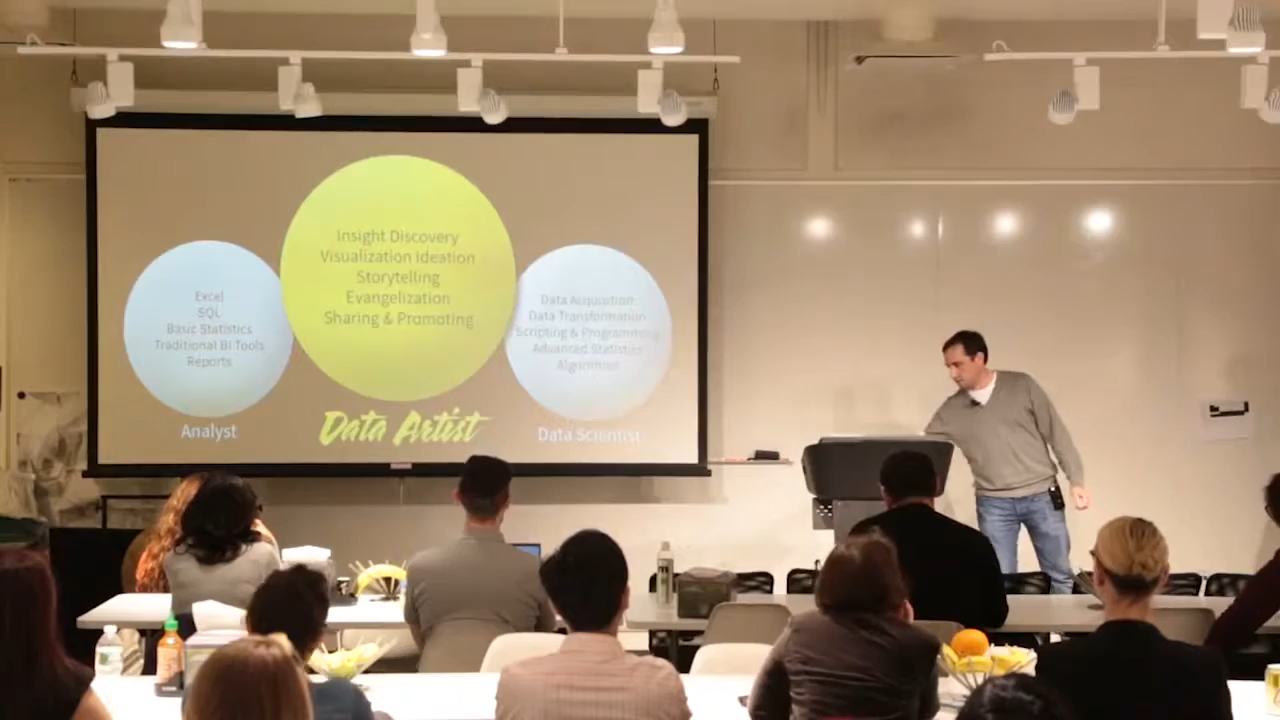 Insight Discovery
Visualization Ideation
Storytelling
Evangelization
Sharing & Promoting
Excel
SQL
Basic Statistics
Traditional BI Tools
Reports
Data Acquisition
Data Transformation
Scripting & Programming
Advanced Statistics
Algorithms
Analyst
Data Artist
Data Scientist